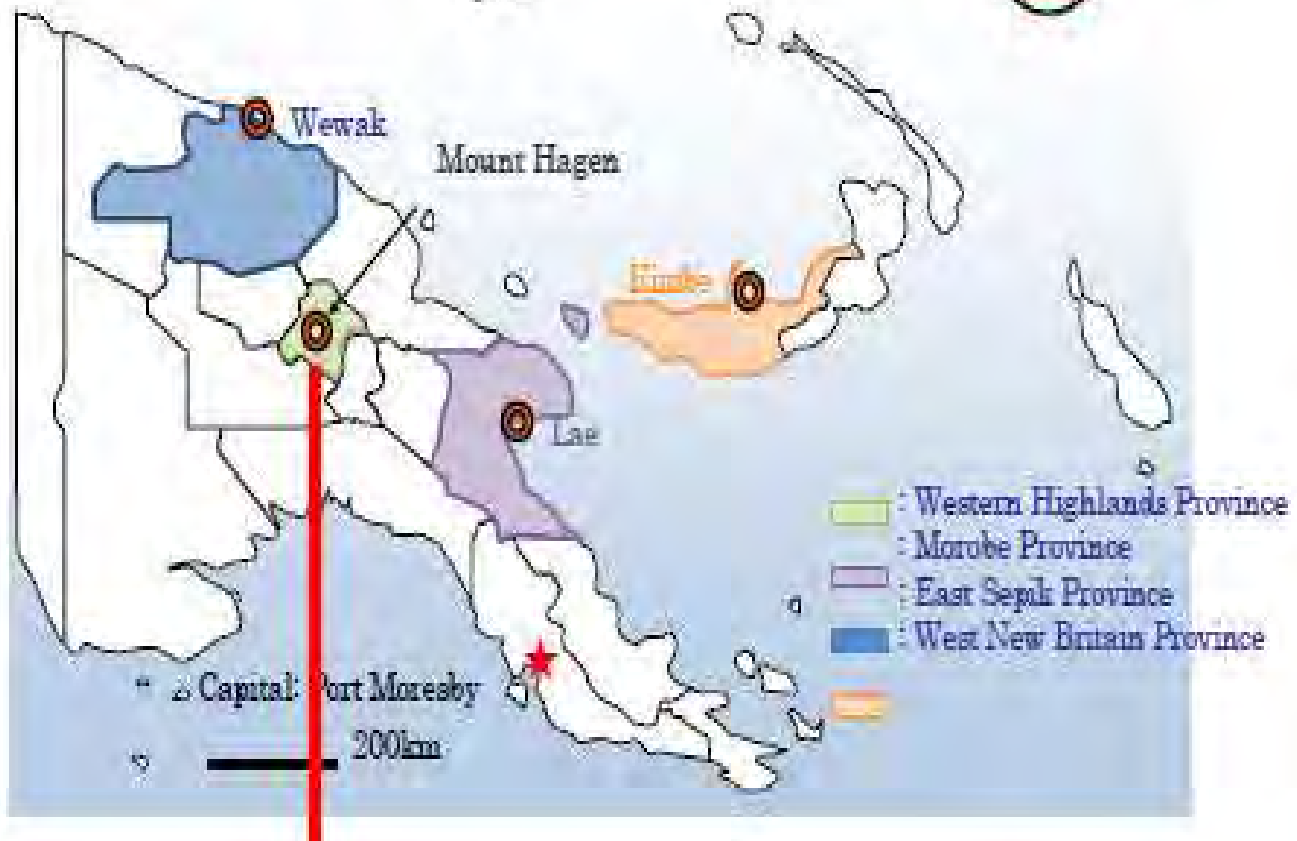 Wewak
Mount Hagen
Kimbe
Lae
: Western Highlands Province
: Morobe Province
: East Sepik Province
: West New Britain Province
Capital: Port Moresby
200km